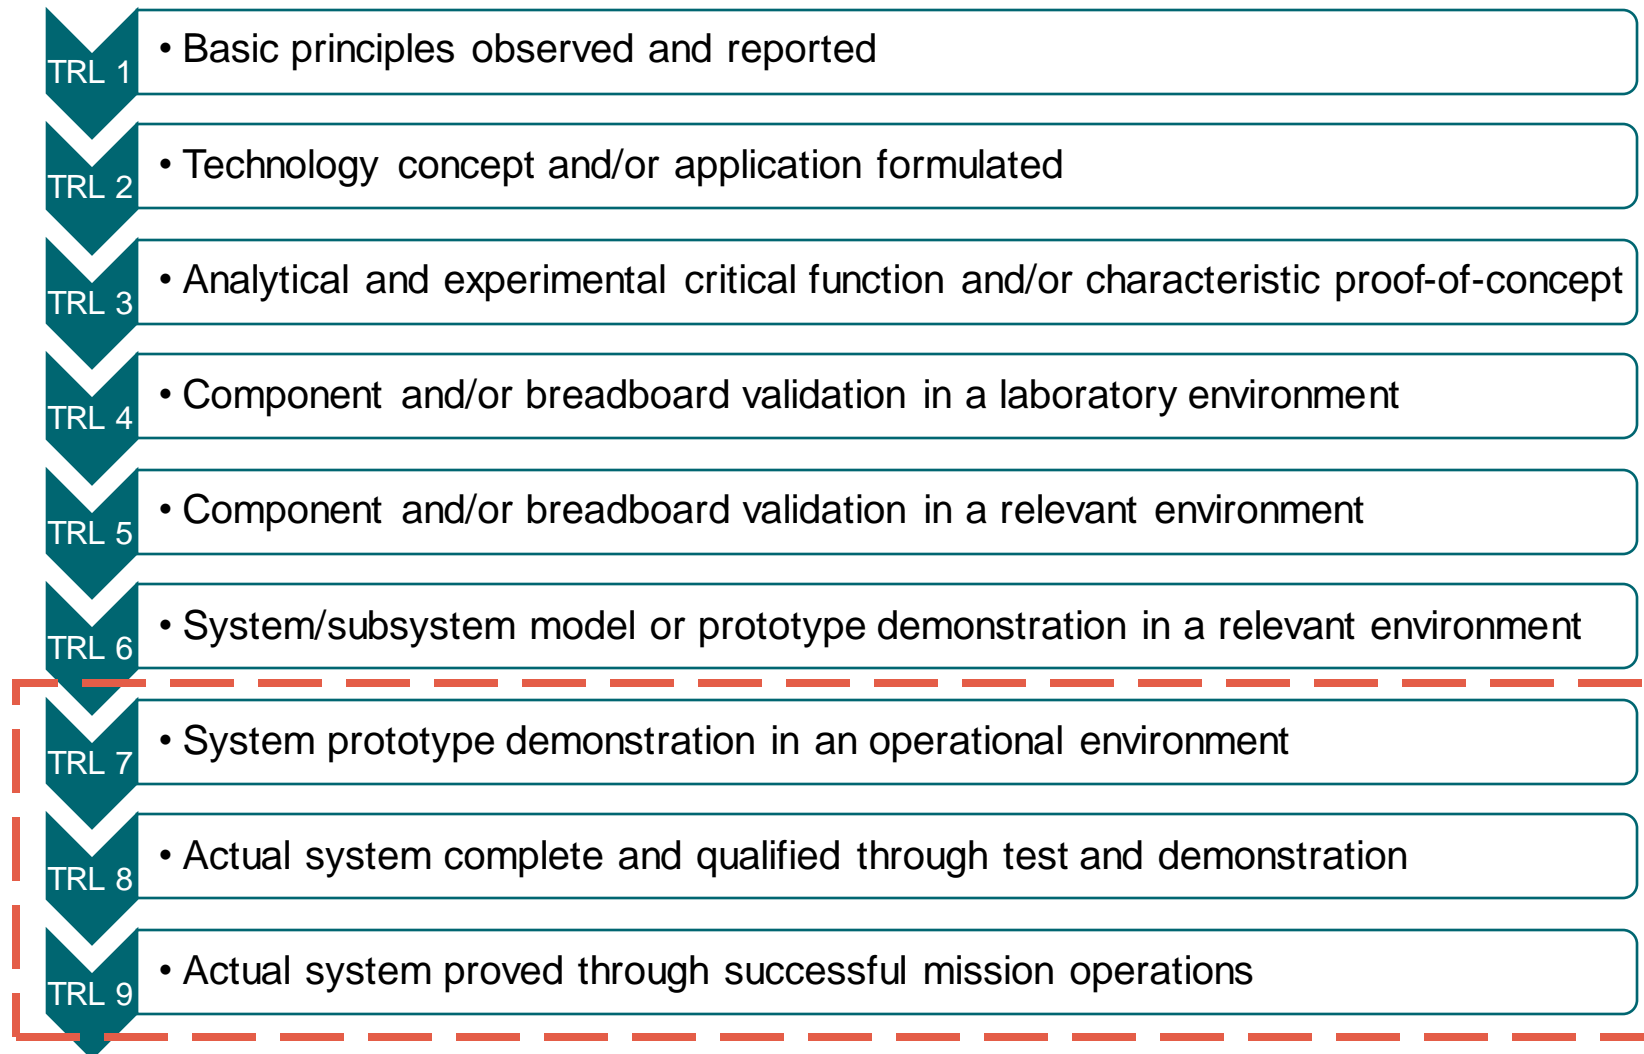 TRL 1
• Basic principles observed and reported
TRL 2
• Technology concept and/or application formulated
TRL 3
• Analytical and experimental critical function and/or characteristic proof-of-concept
TRL 4
• Component and/or breadboard validation in a laboratory environment
TRL 5
• Component and/or breadboard validation in a relevant environment
TRL 6
• System/subsystem model or prototype demonstration in a relevant environment
TRL 7
• System prototype demonstration in an operational environment
TRL 8
• Actual system complete and qualified through test and demonstration
TRL 9
• Actual system proved through successful mission operations